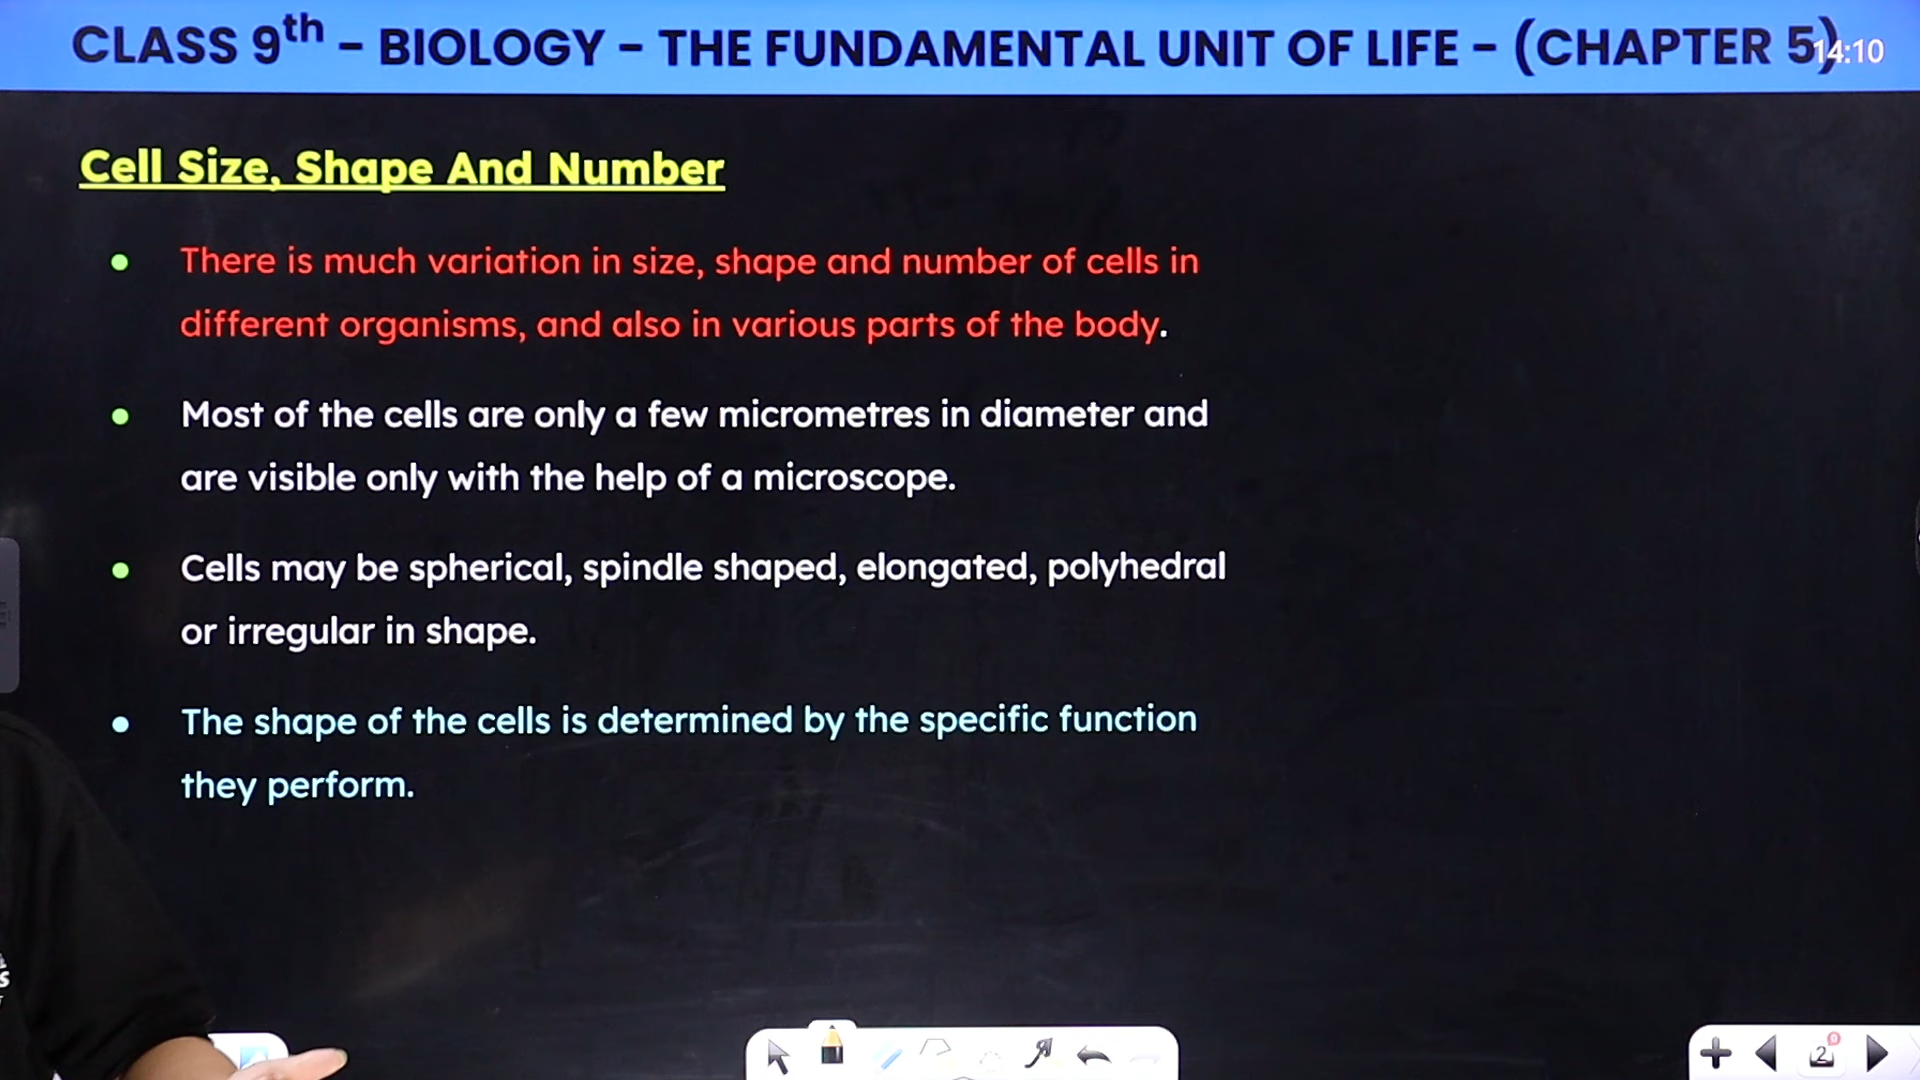 CLASS 9th - BIOLOGY - THE FUNDAMENTAL UNIT OF LIFE - (CHAPTER 5)
14:10
Cell Size, Shape And Number
• There is much variation in size, shape and number of cells in
different organisms, and also in various parts of the body.
• Most of the cells are only a few micrometres in diameter and
are visible only with the help of a microscope.
• Cells may be spherical, spindle shaped, elongated, polyhedral
or irregular in shape.
• The shape of the cells is determined by the specific function
they perform.
2